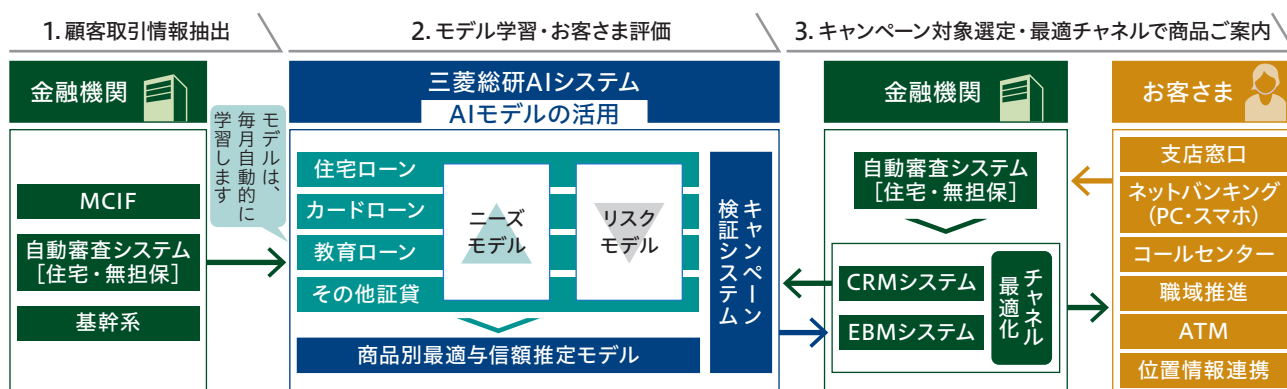 1. 顧客取引情報抽出
2. モデル学習・お客さま評価
3. キャンペーン対象選定・最適チャネルで商品ご案内
金融機関
MCIF
自動審査システム
［住宅・無担保］
基幹系
モデルは、
毎月自動的に
学習します
三菱総研AIシステム
AIモデルの活用
住宅ローン
カードローン
教育ローン
その他証貸
ニーズ
モデル
リスク
モデル
商品別最適与信額推定モデル
キャンペーン
検証システム
金融機関
自動審査システム
［住宅・無担保］
CRMシステム
EBMシステム
チャネル
最適化
お客さま
支店窓口
ネットバンキング
（PC・スマホ）
コールセンター
職域推進
ATM
位置情報連携